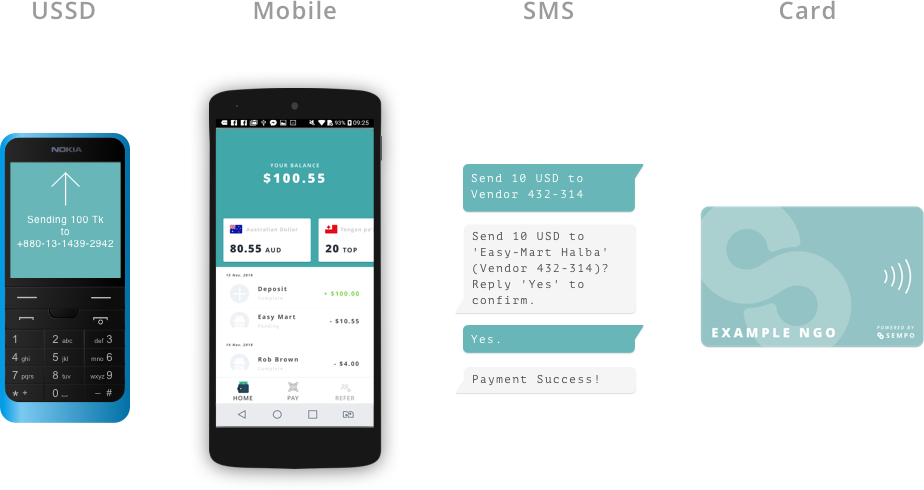 USSD
Mobile
SMS
Card
NOKIA
Sending 100 Tk
to
+880-13-1439-2942
1
2 abc
def 3
4 ghi
5 jkl
mno 6
7 pqrs
8 tuv
wxyz 9
* +
0
– #
93% 09:25
YOUR BALANCE
$100.55
Australian Dollar
80.55 AUD
Tongan pa'
20 TOP
15 Nov, 2018
Deposit
+ $100.00
Complete
Easy Mart
- $10.55
Pending
Rob Brown
- $4.00
Complete
HOME
PAY
REFER
Send 10 USD to
Vendor 432-314
Send 10 USD to
'Easy-Mart Halba'
(Vendor 432-314)?
Reply 'Yes' to
confirm.
Yes.
Payment Success!
EXAMPLE NGO
POWERED BY
SEMPO